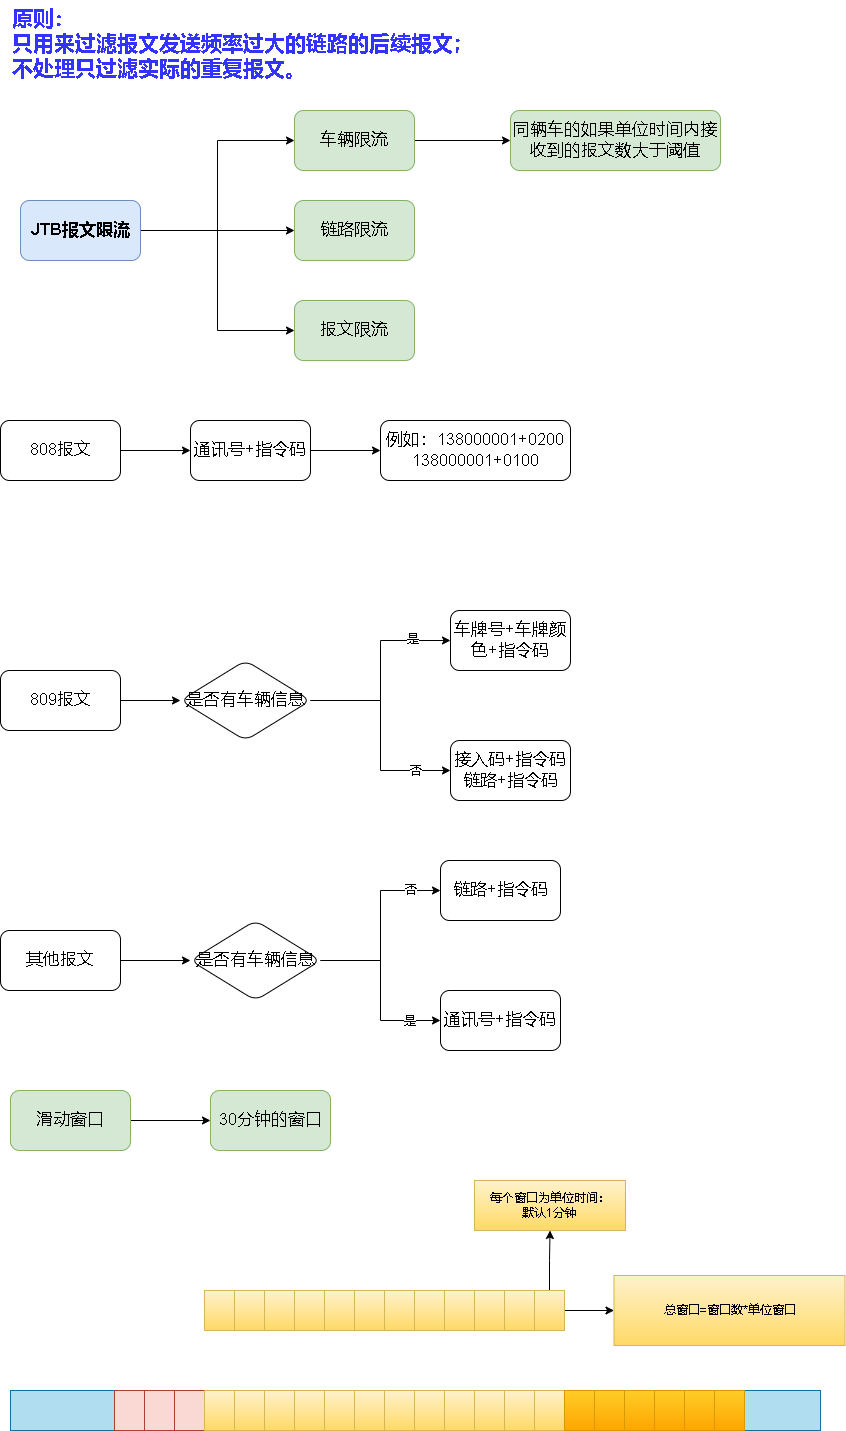 原则：
只用来过滤报文发送频率过大的链路的后续报文；
不处理只过滤实际的重复报文。
车辆限流
同辆车的如果单位时间内接
收到的报文数大于阈值
JTB报文限流
链路限流
报文限流
808报文
通讯号+指令码
例如：138000001+0200
138000001+0100
809报文
是否有车辆信息
是
车牌号+车牌颜
色+指令码
否
接入码+指令码
链路+指令码
其他报文
是否有车辆信息
否
链路+指令码
是
通讯号+指令码
滑动窗口
30分钟的窗口
每个窗口为单位时间：
默认1分钟
总窗口=窗口数*单位窗口